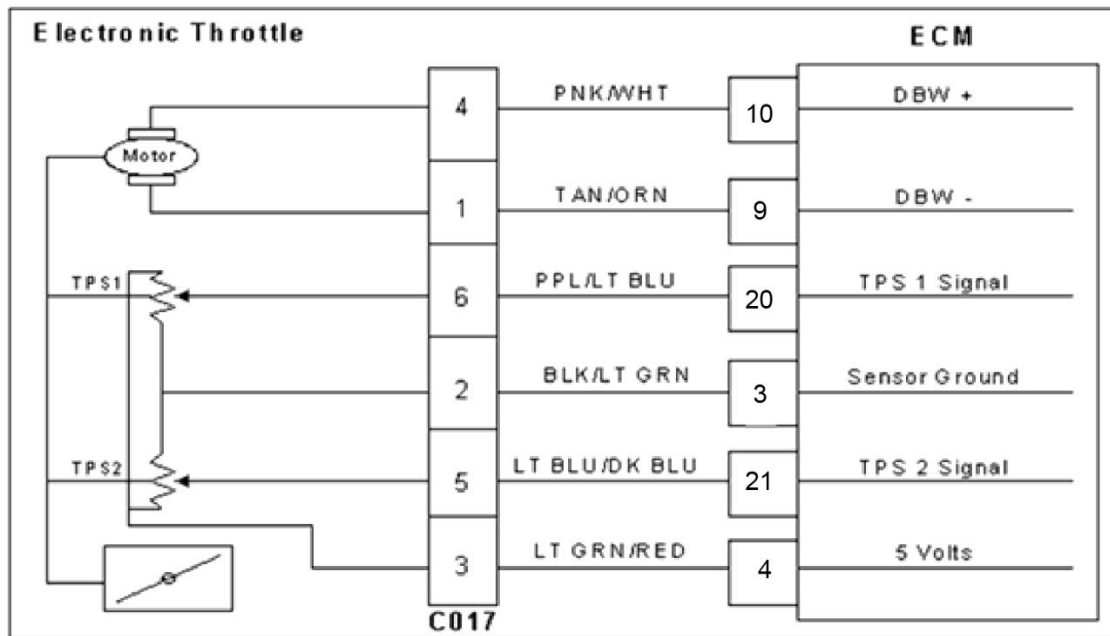 Electronic Throttle
ECM
4 PNK/WHT 10 DBW +
Motor
1 TAN/ORN 9 DBW -
TPS1 6 PPL/LT BLU 20 TPS 1 Signal
2 BLK/LT GRN 3 Sensor Ground
TPS2 5 LT BLU/DK BLU 21 TPS 2 Signal
3 LT GRN/RED 4 5 Volts
C017